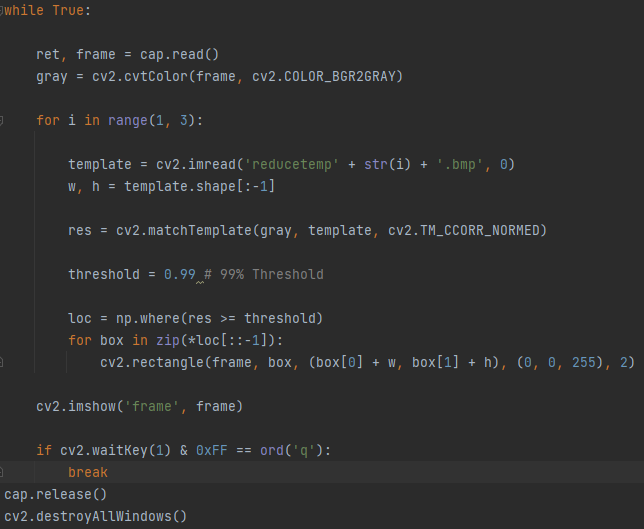 while True:
ret, frame = cap.read()
gray = cv2.cvtColor(frame, cv2.COLOR_BGR2GRAY)
for i in range(1, 3):
template = cv2.imread('reducetemp' + str(i) + '.bmp', 0)
w, h = template.shape[:-1]
res = cv2.matchTemplate(gray, template, cv2.TM_CCORR_NORMED)
threshold = 0.99 # 99% Threshold
loc = np.where(res >= threshold)
for box in zip(*loc[::-1]):
cv2.rectangle(frame, box, (box[0] + w, box[1] + h), (0, 0, 255), 2)
cv2.imshow('frame', frame)
if cv2.waitKey(1) & 0xFF == ord('q'):
break
cap.release()
cv2.destroyAllWindows()